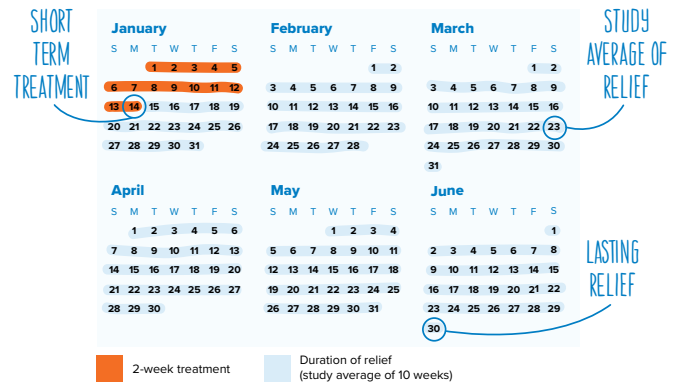 SHORT
TERM
TREATMENT
STUDY
AVERAGE OF
RELIEF
LASTING
RELIEF
January
S M T W T F S
1 2 3 4 5
6 7 8 9 10 11 12
13 14 15 16 17 18 19
20 21 22 23 24 25 26
27 28 29 30 31
February
S M T W T F S
1 2
3 4 5 6 7 8 9
10 11 12 13 14 15 16
17 18 19 20 21 22 23
24 25 26 27 28
March
S M T W T F S
1 2
3 4 5 6 7 8 9
10 11 12 13 14 15 16
17 18 19 20 21 22 23
24 25 26 27 28 29 30
31
April
S M T W T F S
1 2 3 4 5 6
7 8 9 10 11 12 13
14 15 16 17 18 19 20
21 22 23 24 25 26 27
28 29 30
May
S M T W T F S
1 2 3 4
5 6 7 8 9 10 11
12 13 14 15 16 17 18
19 20 21 22 23 24 25
26 27 28 29 30 31
June
S M T W T F S
1
2 3 4 5 6 7 8
9 10 11 12 13 14 15
16 17 18 19 20 21 22
23 24 25 26 27 28 29
30
2-week treatment
Duration of relief
(study average of 10 weeks)